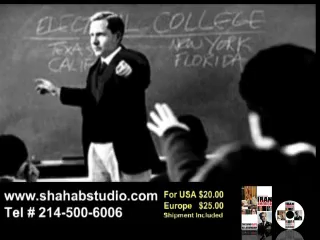 ELECTORAL COLLEGE
TEXAS NEW YORK
CALIF FLORIDA
www.shahabstudio.com
Tel # 214-500-6006
For USA $20.00
Europe $25.00
Shipment Included
IRAN